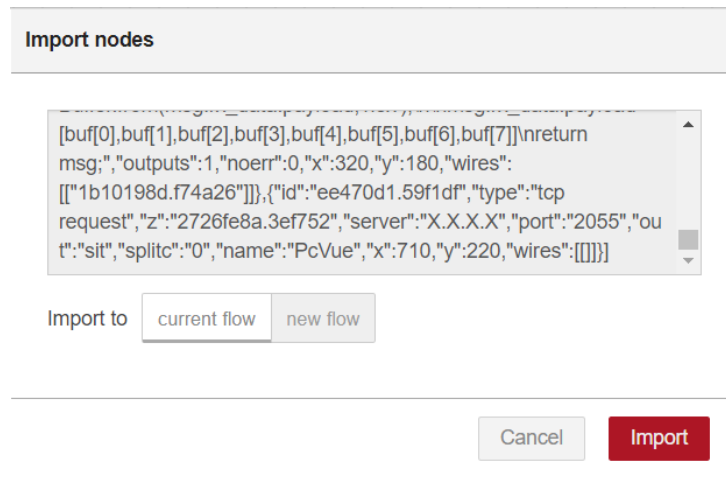 Import nodes
[buf[0],buf[1],buf[2],buf[3],buf[4],buf[5],buf[6],buf[7]]\nreturn
msg;","outputs":1,"noerr":0,"x":320,"y":180,"wires":
[["1b10198d.f74a26"]]},{"id":"ee470d1.59f1df","type":"tcp
request","z":"2726fe8a.3ef752","server":"X.X.X.X","port":"2055","ou
t":"sit","splitc":"0","name":"PcVue","x":710,"y":220,"wires":[[]]}]
Import to current flow new flow
Cancel Import